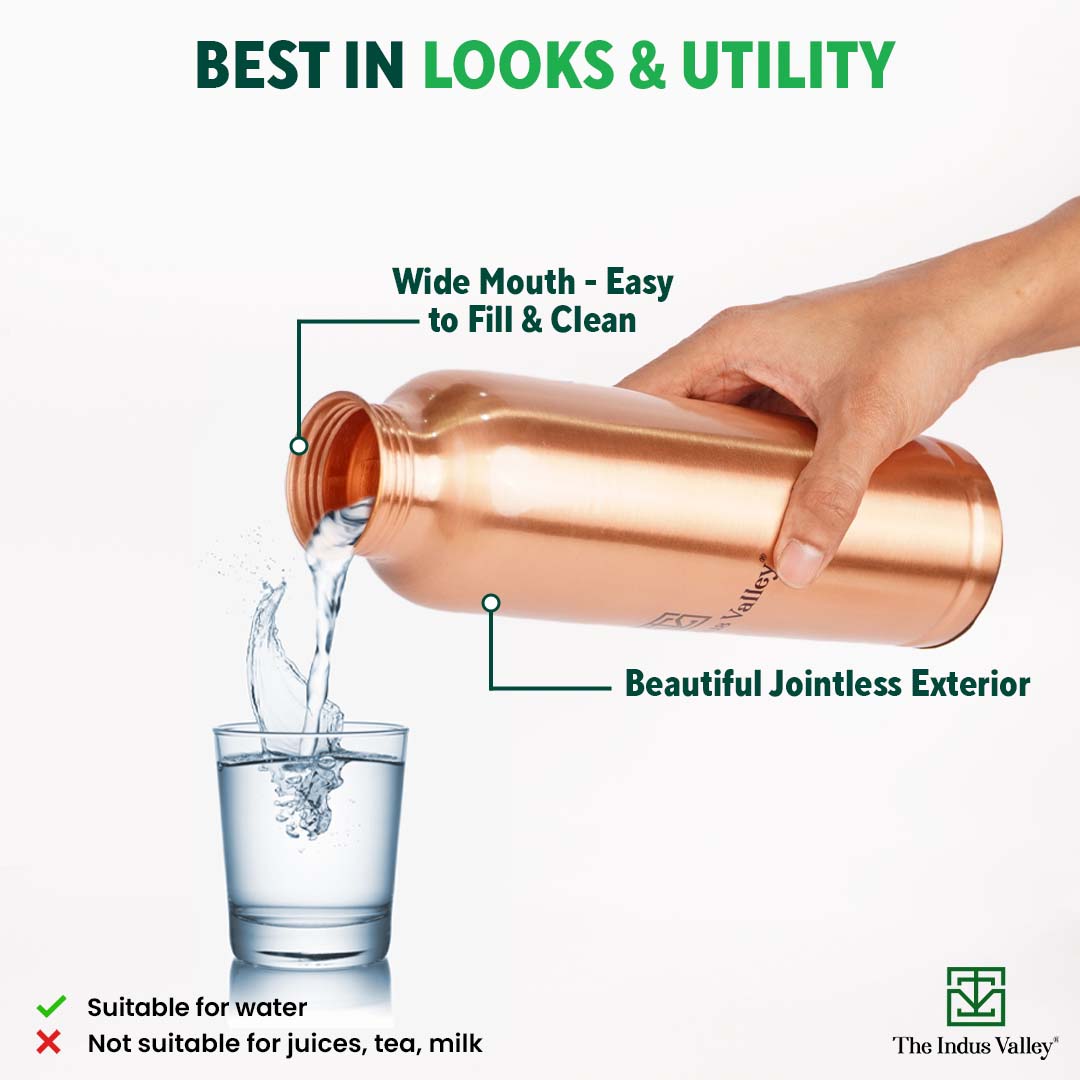 BEST IN LOOKS & UTILITY
Wide Mouth - Easy
to Fill & Clean
Valley®
Beautiful Jointless Exterior
Suitable for water
Not suitable for juices, tea, milk
The Indus Valley®